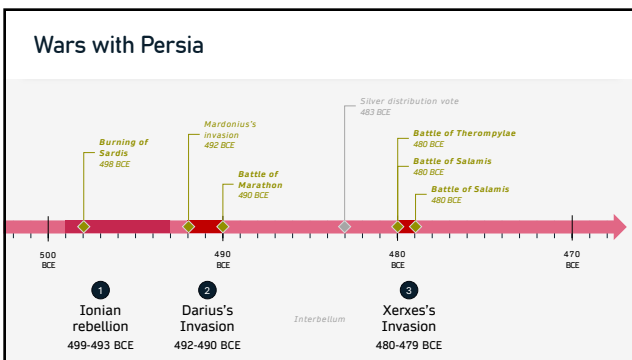 Wars with Persia
Silver distribution vote
483 BCE
Mardonius's
invasion
492 BCE
Battle of Therompylae
480 BCE
Burning of
Sardis
498 BCE
Battle of Salamis
480 BCE
Battle of
Marathon
490 BCE
Battle of Salamis
480 BCE
500
BCE
490
BCE
480
BCE
470
BCE
1
Ionian
rebellion
499-493 BCE
2
Darius's
Invasion
492-490 BCE
Interbellum
3
Xerxes's
Invasion
480-479 BCE